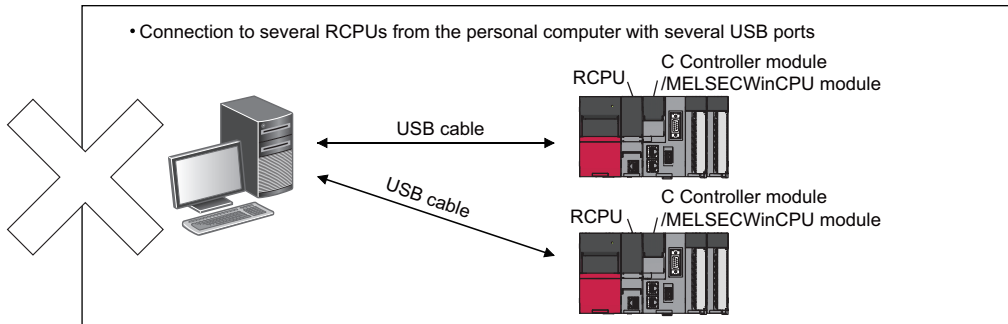 • Connection to several RCPUs from the personal computer with several USB ports
C Controller module
RCPU /MELSECWinCPU module
USB cable
USB cable
C Controller module
RCPU /MELSECWinCPU module